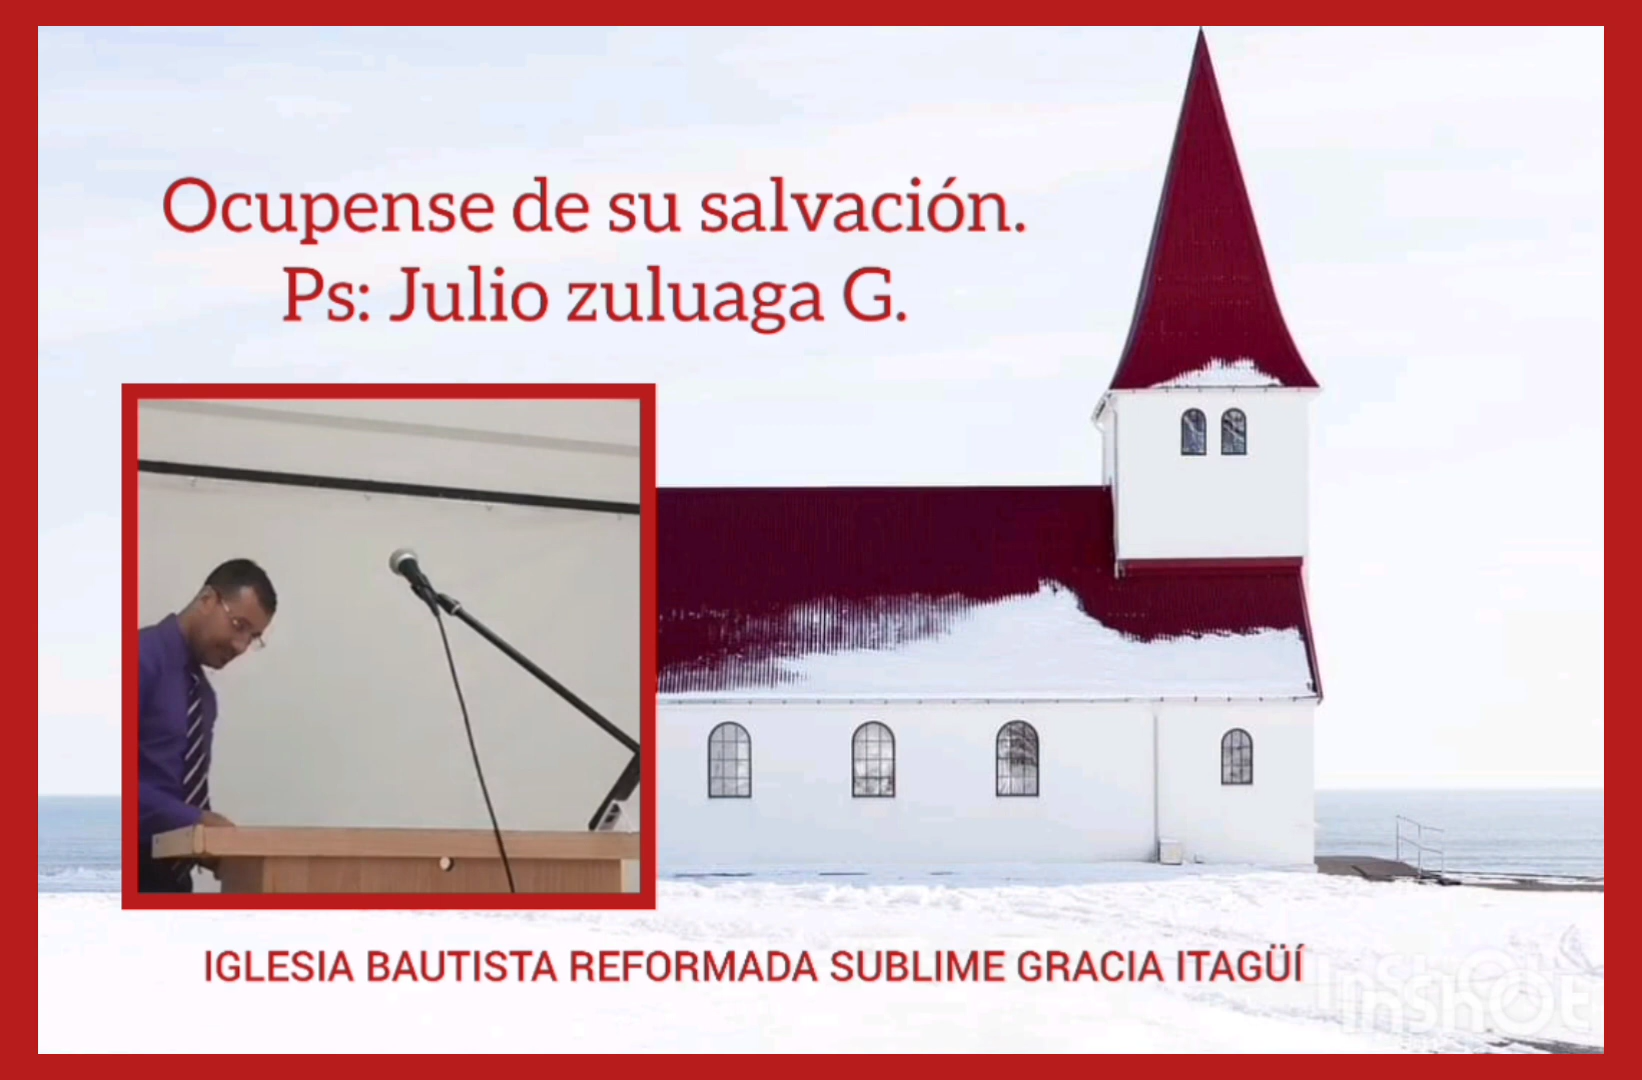 Ocupense de su salvación.
Ps: Julio zuluaga G.
IGLESIA BAUTISTA REFORMADA SUBLIME GRACIA ITAGÜÍ
InShOt